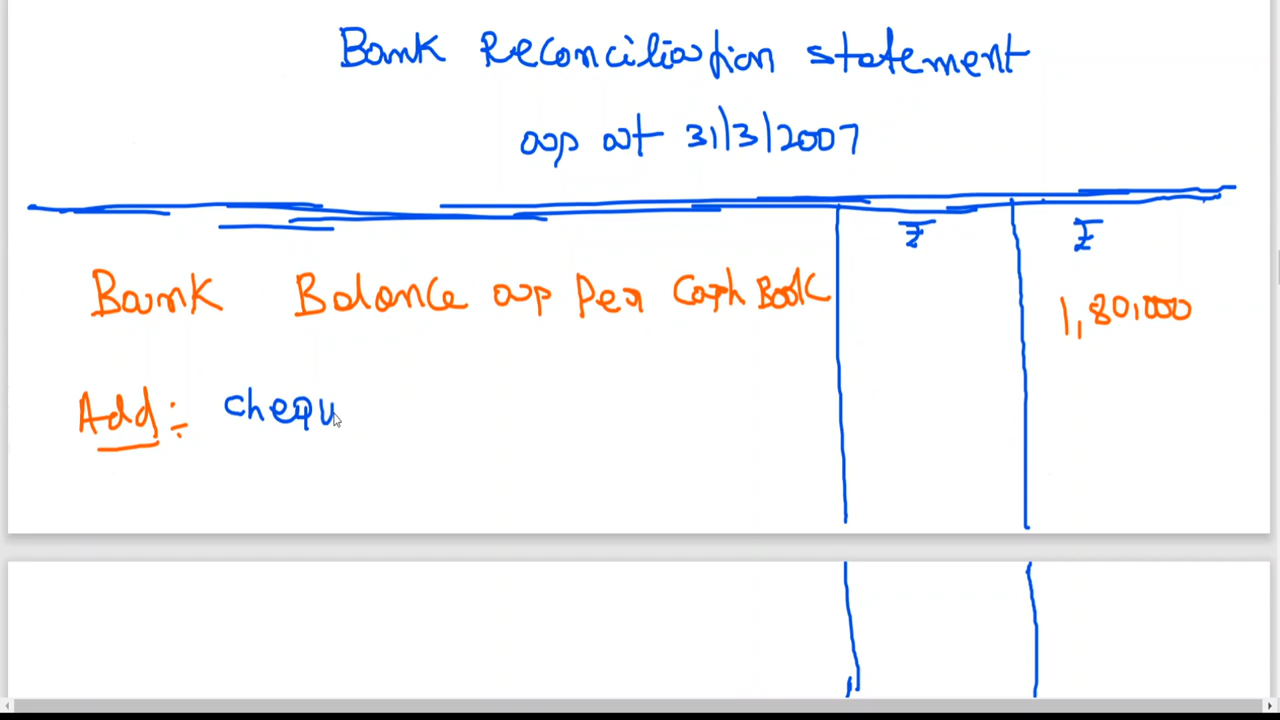 Bank Reconciliation statement
as at 31/3/2007
₹ ₹
Bank Balance as Per Cash Book 1,80,000
Add:- chequ